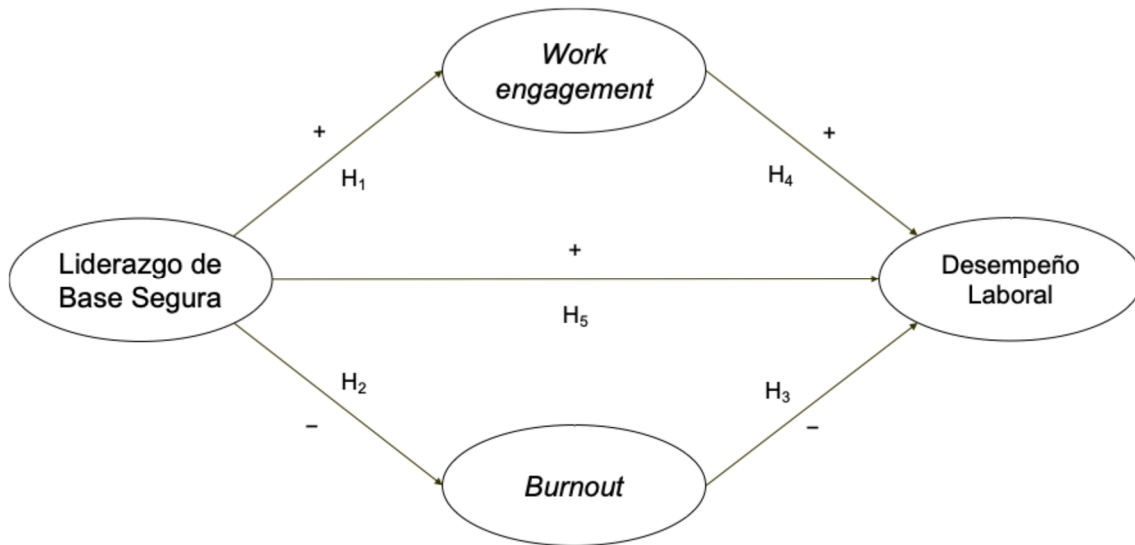 Work
engagement
+
+
H₁
H₄
Liderazgo de
Base Segura
+
Desempeño
Laboral
H₅
H₂
H₃
–
–
Burnout